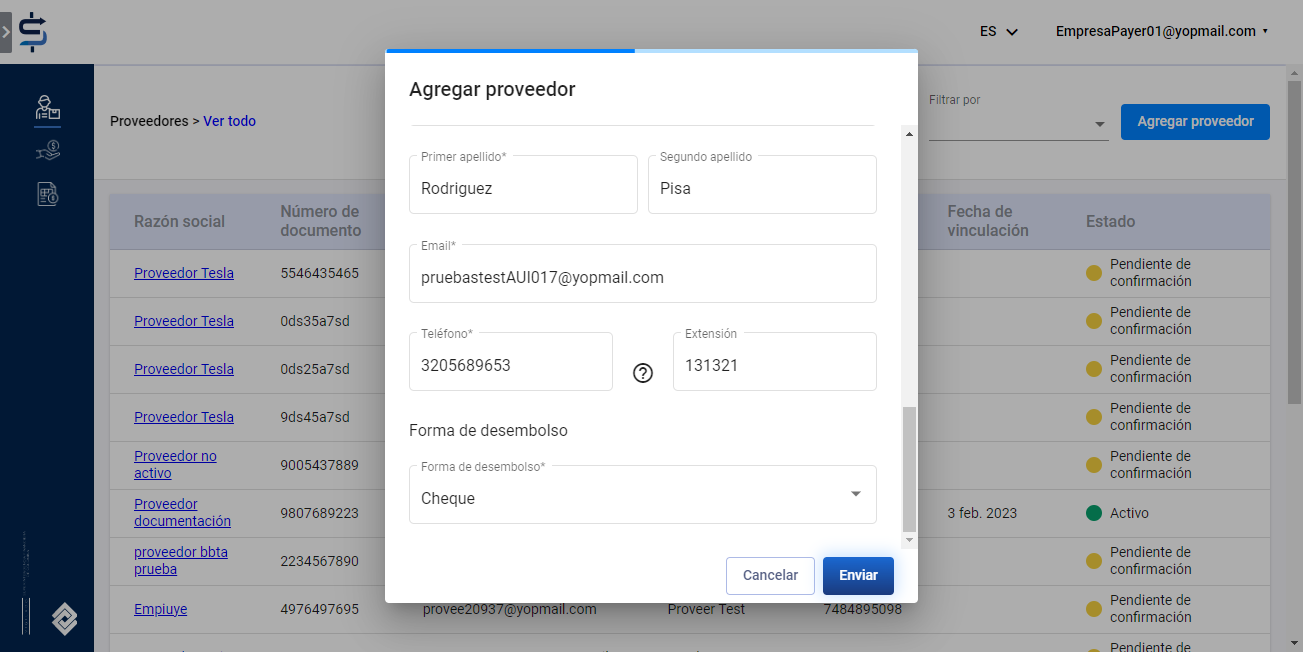 ES
EmpresaPayer01@yopmail.com
Proveedores > Ver todo
Filtrar por
Agregar proveedor
Razón social
Número de
documento
Fecha de
vinculación
Estado
Proveedor Tesla
5546435465
Pendiente de
confirmación
Proveedor Tesla
0ds35a7sd
Pendiente de
confirmación
Proveedor Tesla
0ds25a7sd
Pendiente de
confirmación
Proveedor Tesla
9ds45a7sd
Pendiente de
confirmación
Proveedor no
activo
9005437889
Pendiente de
confirmación
Proveedor
documentación
9807689223
3 feb. 2023
Activo
proveedor bbta
prueba
2234567890
Pendiente de
confirmación
Empiuye
4976497695
provee20937@yopmail.com
Proveer Test
7484895098
Pendiente de
confirmación
Pendiente de
Agregar proveedor
Primer apellido*
Rodriguez
Segundo apellido
Pisa
Email*
pruebastestAUI017@yopmail.com
Teléfono*
3205689653
Extensión
131321
Forma de desembolso
Forma de desembolso*
Cheque
Cancelar
Enviar